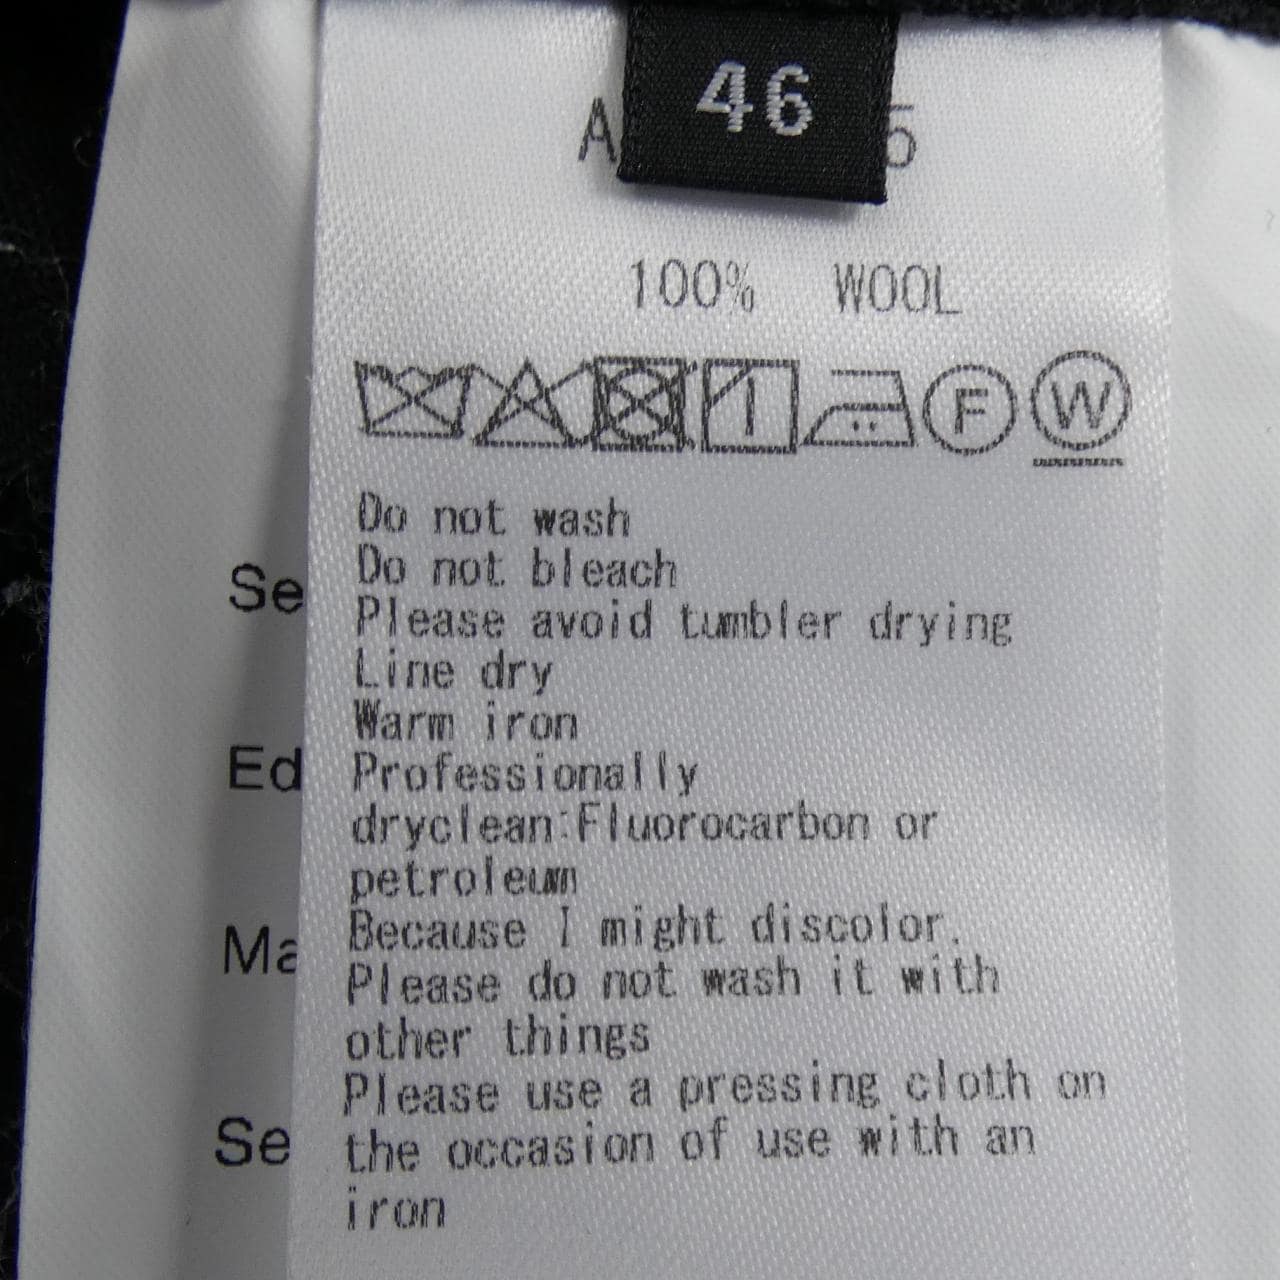 46
A 5
100% WOOL
F W
Do not wash
Do not bleach
Please avoid tumbler drying
Line dry
Warm iron
Professionally
dryclean:Fluorocarbon or
petroleum
Because I might discolor.
Please do not wash it with
other things
Please use a pressing cloth on
the occasion of use with an
iron
Se
Ed
Ma
Se